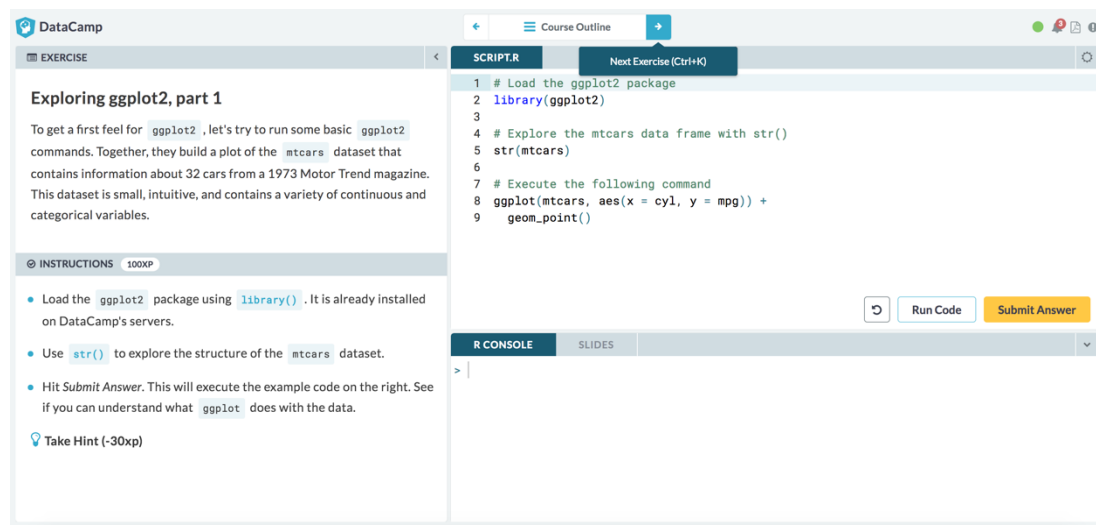 DataCamp
Course Outline
3
EXERCISE
SCRIPT.R
Next Exercise (Ctrl+K)
Exploring ggplot2, part 1
To get a first feel for ggplot2 , let's try to run some basic ggplot2
commands. Together, they build a plot of the mtcars dataset that
contains information about 32 cars from a 1973 Motor Trend magazine.
This dataset is small, intuitive, and contains a variety of continuous and
categorical variables.
INSTRUCTIONS 100XP
Load the ggplot2 package using library() . It is already installed
on DataCamp's servers.
Use str() to explore the structure of the mtcars dataset.
Hit Submit Answer. This will execute the example code on the right. See
if you can understand what ggplot does with the data.
Take Hint (-30xp)
1 # Load the ggplot2 package
2 library(ggplot2)
3
4 # Explore the mtcars data frame with str()
5 str(mtcars)
6
7 # Execute the following command
8 ggplot(mtcars, aes(x = cyl, y = mpg)) +
9 geom_point()
Run Code
Submit Answer
R CONSOLE
SLIDES
>